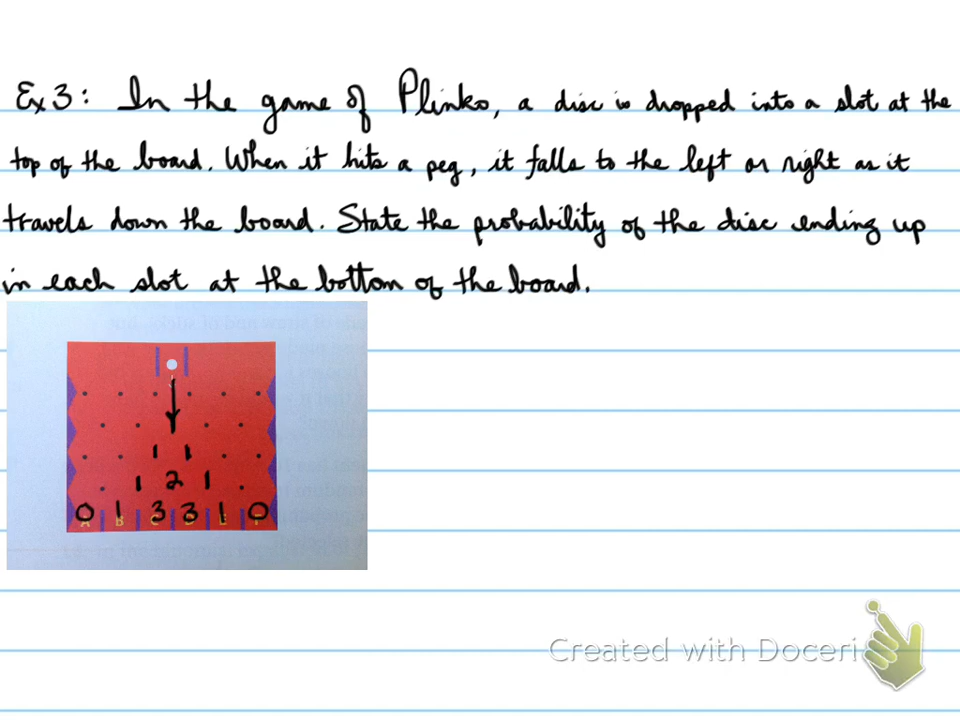 Ex 3: In the game of Plinko, a disc is dropped into a slot at the
top of the board. When it hits a peg, it falls to the left or right as it
travels down the board. State the probability of the disc ending up
in each slot at the bottom of the board.
1 1
1 2 1
0 1 3 3 1 0
A B C D E F
Created with Doceri